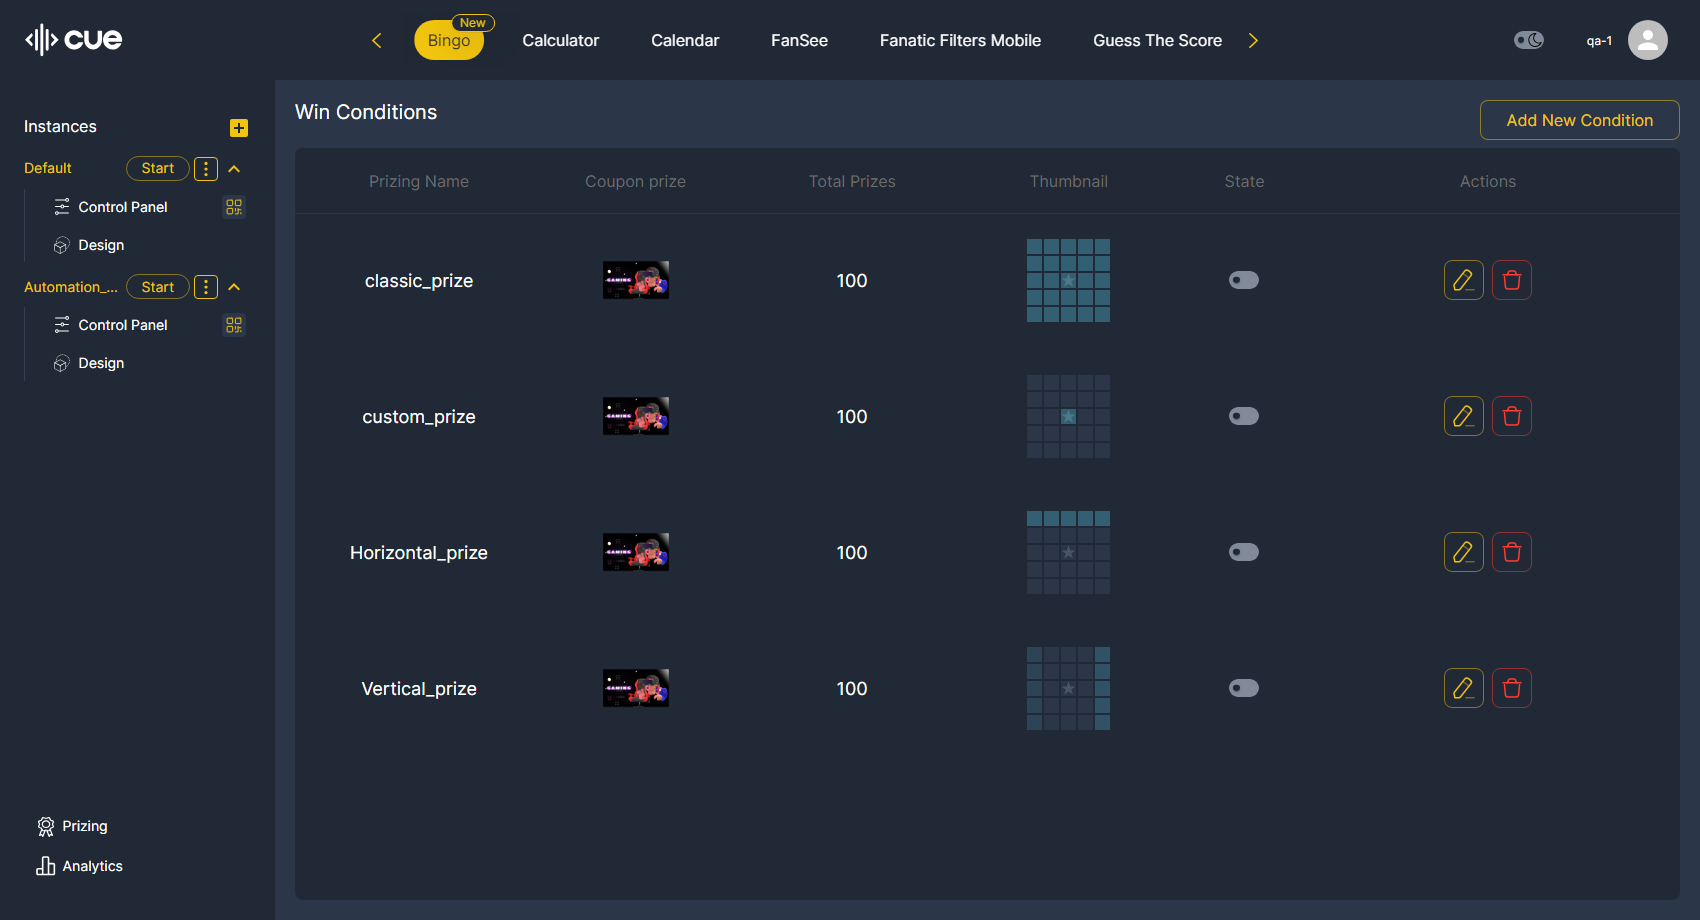 cue
Bingo
New
Calculator
Calendar
FanSee
Fanatic Filters Mobile
Guess The Score
qa-1
Instances
Default
Start
Control Panel
Design
Automation_...
Start
Control Panel
Design
Prizing
Analytics
Win Conditions
Add New Condition
Prizing Name Coupon prize Total Prizes Thumbnail State Actions
classic_prize GAMING 100
custom_prize GAMING 100
Horizontal_prize GAMING 100
Vertical_prize GAMING 100